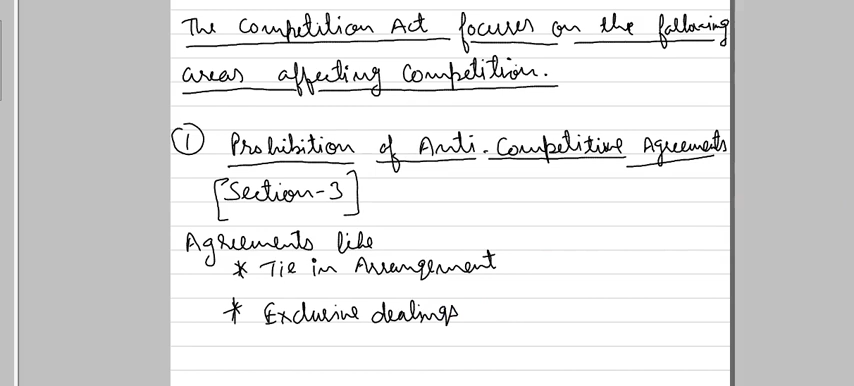 The Competition Act focuses on the following
areas affecting Competition.
① Prohibition of Anti-Competitive Agreements
[Section-3]
Agreements like
* Tie in Arrangement
* Exclusive dealings